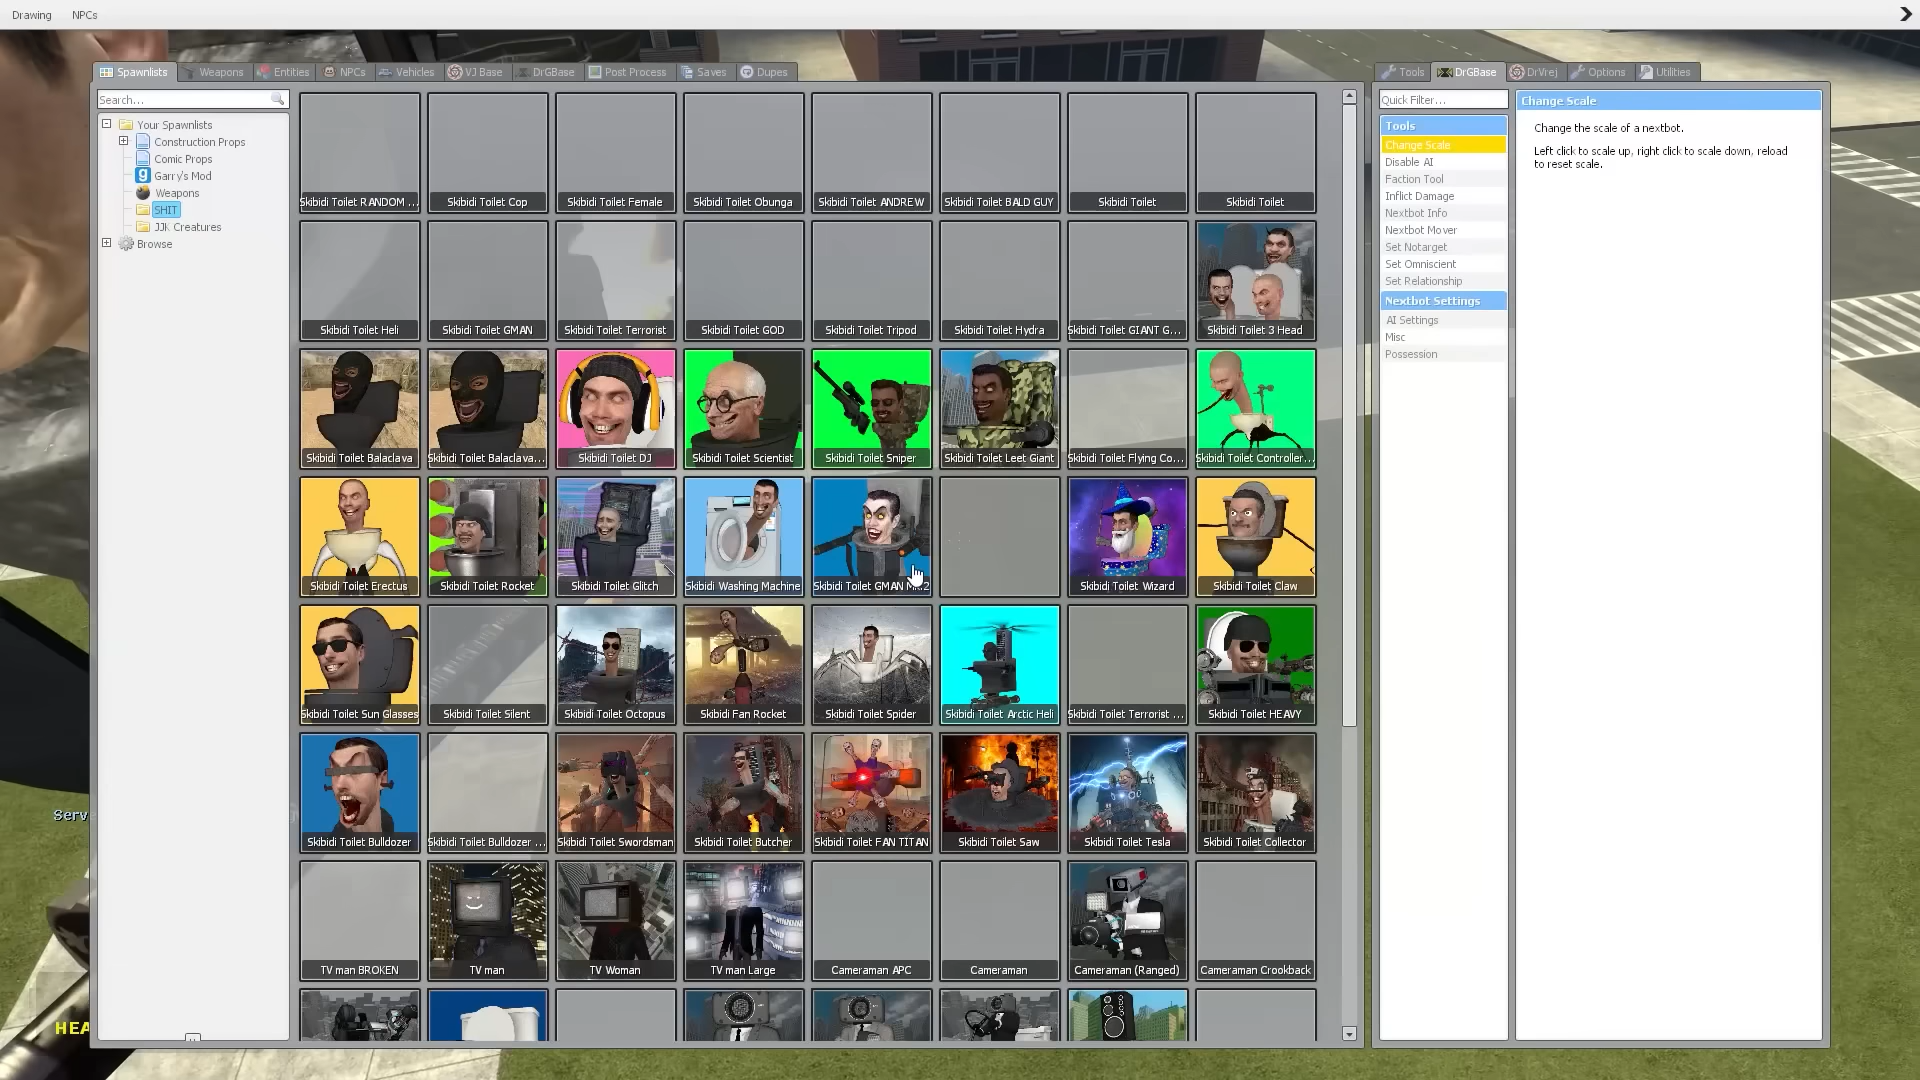 Drawing NPCs
Spawnlists Weapons Entities NPCs Vehicles VJ Base DrGBase Post Process Saves Dupes
Tools DrGBase DrVrej Options Utilities
Search...
Your Spawnlists
Construction Props
Comic Props
Garry's Mod
Weapons
SHIT
JJK Creatures
Browse
Skibidi Toilet RANDOM ... Skibidi Toilet Cop Skibidi Toilet Female Skibidi Toilet Obunga Skibidi Toilet ANDREW Skibidi Toilet BALD GUY Skibidi Toilet Skibidi Toilet
Skibidi Toilet Heli Skibidi Toilet GMAN Skibidi Toilet Terrorist Skibidi Toilet GOD Skibidi Toilet Tripod Skibidi Toilet Hydra Skibidi Toilet GIANT G... Skibidi Toilet 3 Head
Skibidi Toilet Balaclava Skibidi Toilet Balaclava... Skibidi Toilet DJ Skibidi Toilet Scientist Skibidi Toilet Sniper Skibidi Toilet Leet Giant Skibidi Toilet Flying Co... Skibidi Toilet Controller...
Skibidi Toilet Erectus Skibidi Toilet Rocket Skibidi Toilet Glitch Skibidi Washing Machine Skibidi Toilet GMAN Skibidi Toilet Wizard Skibidi Toilet Claw
Skibidi Toilet Sun Glasses Skibidi Toilet Silent Skibidi Toilet Octopus Skibidi Fan Rocket Skibidi Toilet Spider Skibidi Toilet Arctic Heli Skibidi Toilet Terrorist ... Skibidi Toilet HEAVY
Skibidi Toilet Bulldozer Skibidi Toilet Bulldozer ... Skibidi Toilet Swordsman Skibidi Toilet Butcher Skibidi Toilet FAN TITAN Skibidi Toilet Saw Skibidi Toilet Tesla Skibidi Toilet Collector
TV man BROKEN TV man TV Woman TV man Large Cameraman APC Cameraman Cameraman (Ranged) Cameraman Crookback
Quick Filter...
Tools
Change Scale
Disable AI
Faction Tool
Inflict Damage
Nextbot Info
Nextbot Mover
Set Notarget
Set Omniscient
Set Relationship
Nextbot Settings
AI Settings
Misc
Possession
Change Scale
Change the scale of a nextbot.
Left click to scale up, right click to scale down, reload
to reset scale.
Serv
HEA